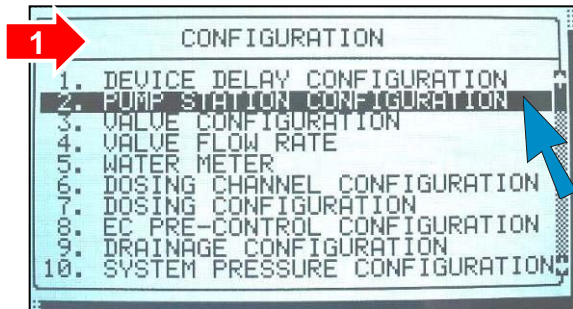 1
CONFIGURATION
1. DEVICE DELAY CONFIGURATION
2. PUMP STATION CONFIGURATION
3. VALVE CONFIGURATION
4. VALVE FLOW RATE
5. WATER METER
6. DOSING CHANNEL CONFIGURATION
7. DOSING CONFIGURATION
8. EC PRE-CONTROL CONFIGURATION
9. DRAINAGE CONFIGURATION
10. SYSTEM PRESSURE CONFIGURATION